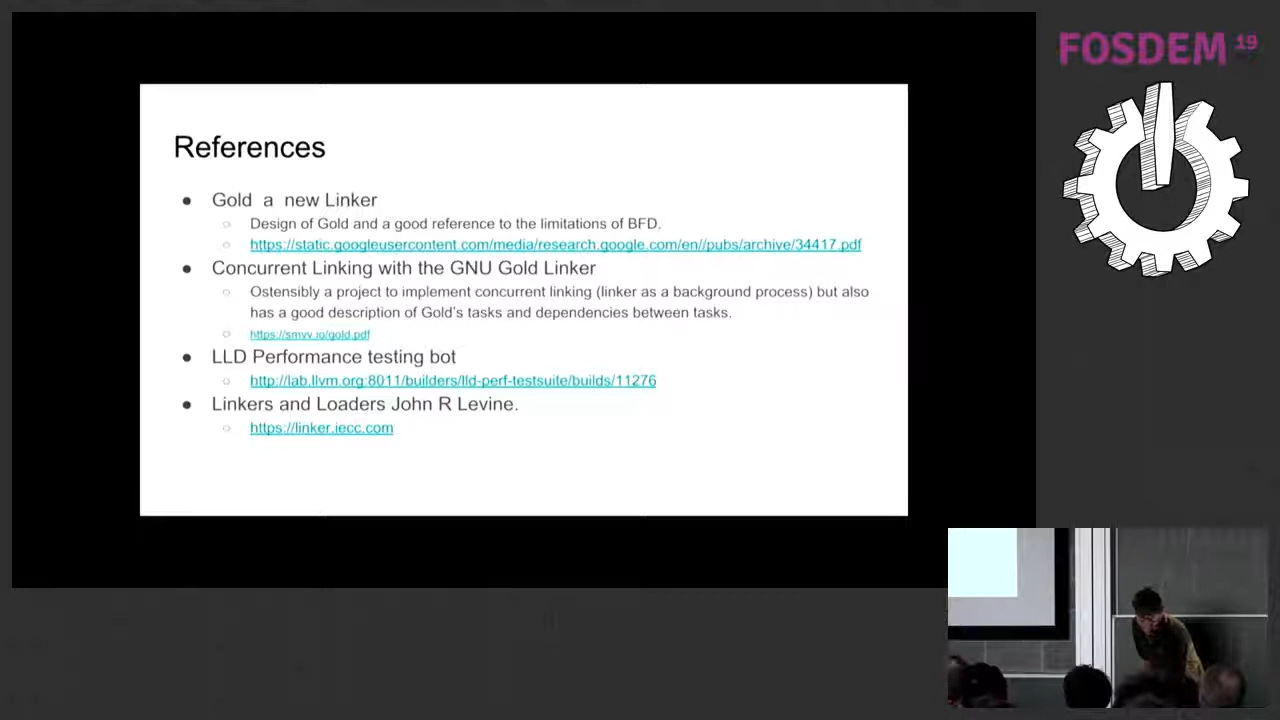 FOSDEM 19
References
● Gold a new Linker
○ Design of Gold and a good reference to the limitations of BFD.
○ https://static.googleusercontent.com/media/research.google.com/en//pubs/archive/34417.pdf
● Concurrent Linking with the GNU Gold Linker
○ Ostensibly a project to implement concurrent linking (linker as a background process) but also
has a good description of Gold's tasks and dependencies between tasks.
○ https://smvv.io/gold.pdf
● LLD Performance testing bot
○ http://lab.llvm.org:8011/builders/lld-perf-testsuite/builds/11276
● Linkers and Loaders John R Levine.
○ https://linker.iecc.com